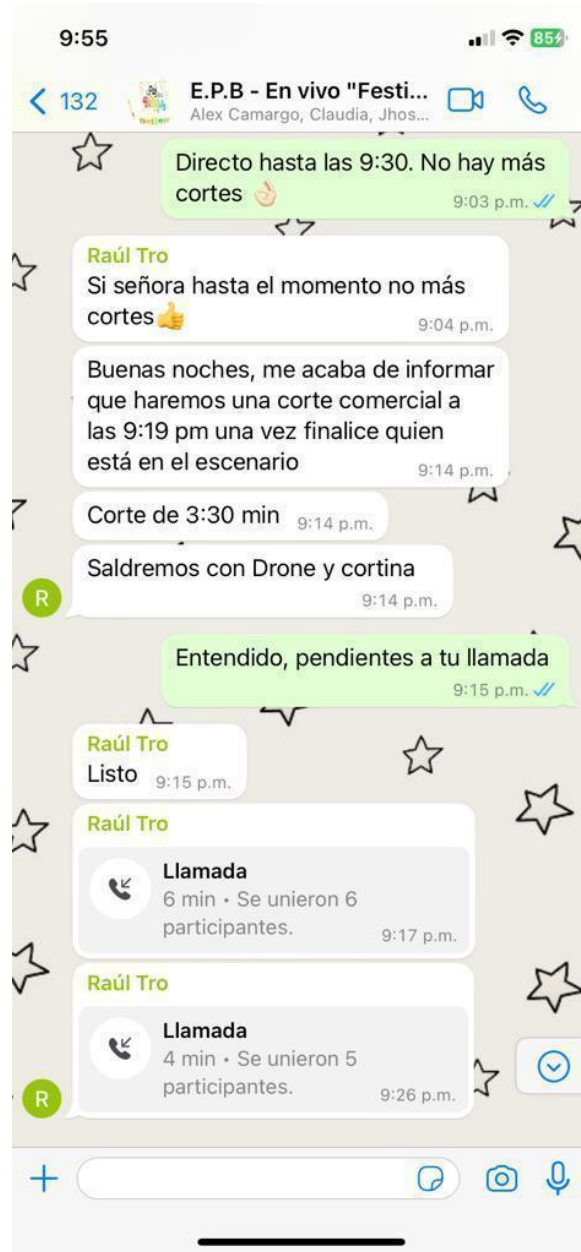 9:55
85
132
E.P.B - En vivo "Festi...
Alex Camargo, Claudia, Jhos...
Directo hasta las 9:30. No hay más
cortes 👌🏻
9:03 p.m.
Raúl Tro
Si señora hasta el momento no más
cortes👍
9:04 p.m.
Buenas noches, me acaba de informar
que haremos una corte comercial a
las 9:19 pm una vez finalice quien
está en el escenario
9:14 p.m.
Corte de 3:30 min 9:14 p.m.
Saldremos con Drone y cortina
9:14 p.m.
R
Entendido, pendientes a tu llamada
9:15 p.m.
Raúl Tro
Listo 9:15 p.m.
Raúl Tro
Llamada
6 min • Se unieron 6
participantes.
9:17 p.m.
Raúl Tro
Llamada
4 min • Se unieron 5
participantes.
9:26 p.m.
R